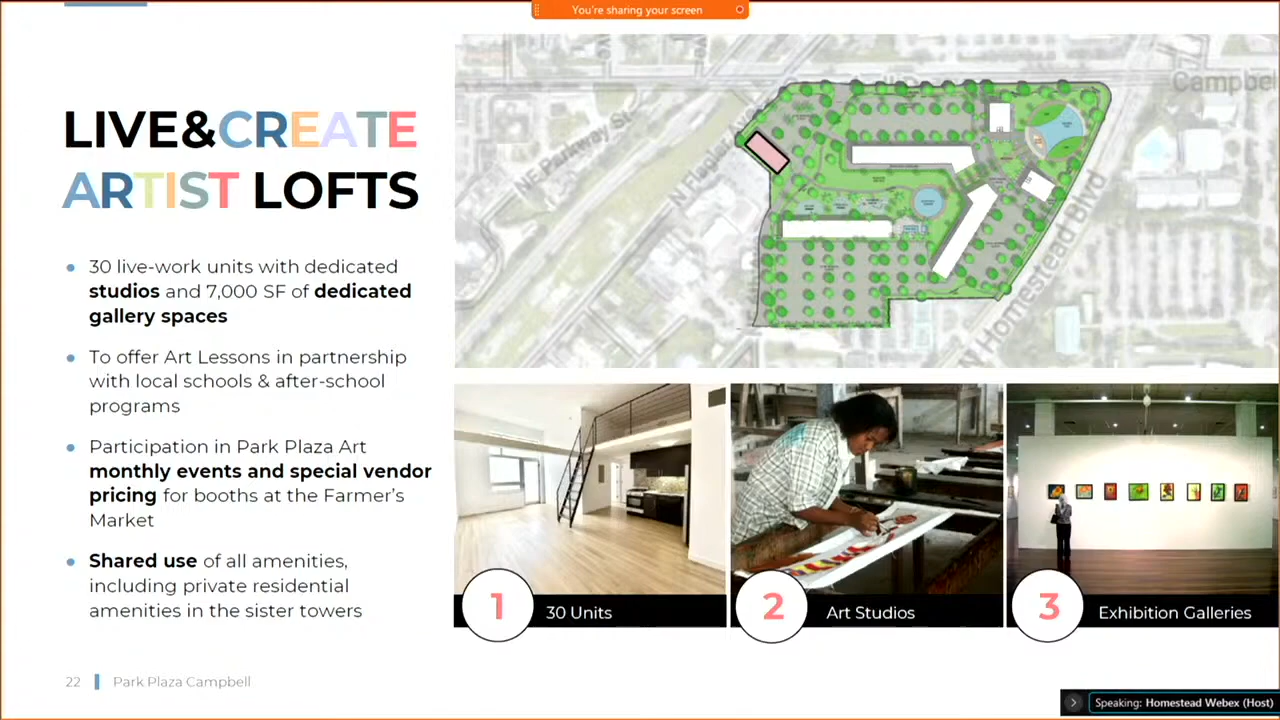 You're sharing your screen
LIVE&CREATE
ARTIST LOFTS
30 live-work units with dedicated
studios and 7,000 SF of dedicated
gallery spaces
To offer Art Lessons in partnership
with local schools & after-school
programs
Participation in Park Plaza Art
monthly events and special vendor
pricing for booths at the Farmer's
Market
Shared use of all amenities,
including private residential
amenities in the sister towers
Campbel
NE Railway St
N Flagler Av
N Homestead Blvd
1
30 Units
2
Art Studios
3
Exhibition Galleries
22
Park Plaza Campbell
Speaking: Homestead Webex (Host)